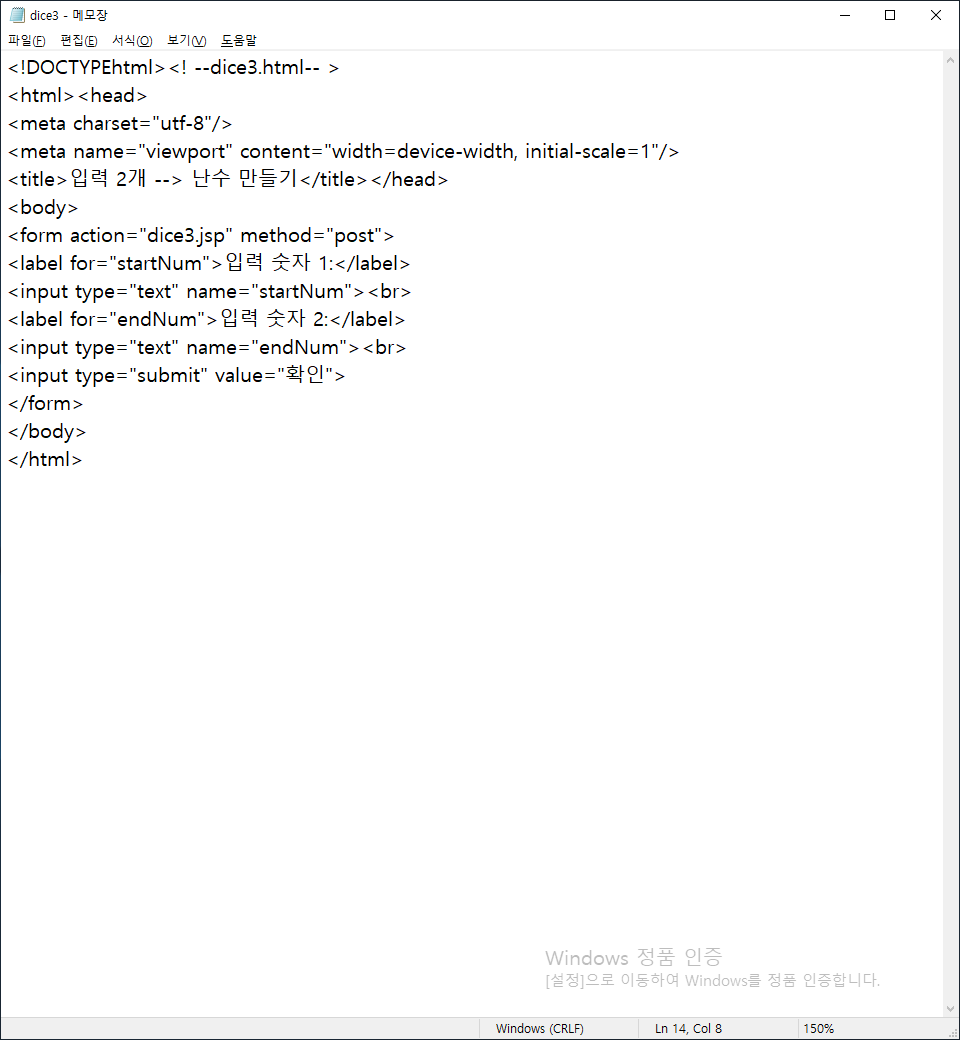 dice3 - 메모장
파일(F) 편집(E) 서식(O) 보기(V) 도움말
<!DOCTYPEhtml><! --dice3.html-- >
<html><head>
<meta charset="utf-8"/>
<meta name="viewport" content="width=device-width, initial-scale=1"/>
<title>입력 2개 --> 난수 만들기</title></head>
<body>
<form action="dice3.jsp" method="post">
<label for="startNum">입력 숫자 1:</label>
<input type="text" name="startNum"><br>
<label for="endNum">입력 숫자 2:</label>
<input type="text" name="endNum"><br>
<input type="submit" value="확인">
</form>
</body>
</html>
Windows 정품 인증
[설정]으로 이동하여 Windows를 정품 인증합니다.
Windows (CRLF) Ln 14, Col 8 150%